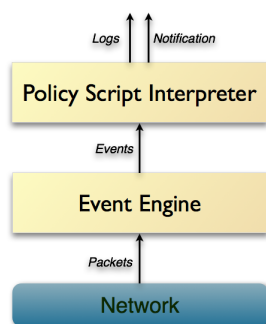 Logs Notification
Policy Script Interpreter
Events
Event Engine
Packets
Network